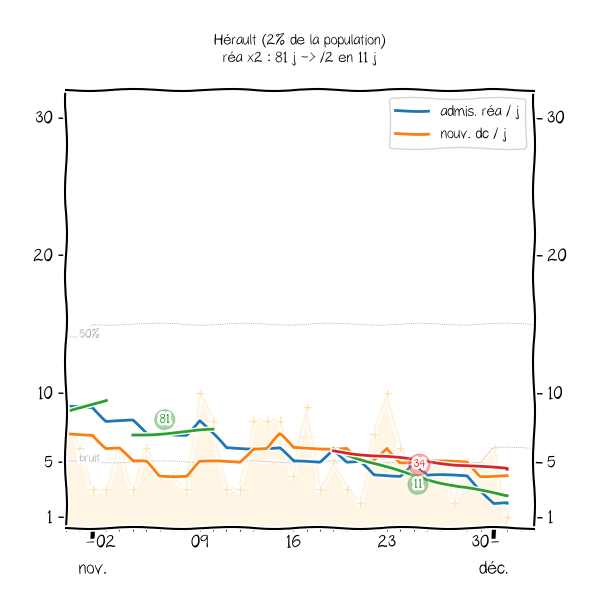 Hérault (2% de la population)
réa x2 : 81 j -> /2 en 11 j
admis. réa / j
nouv. dc / j
30
30
20
20
50%
10
10
81
bruit
5
34
5
11
1
1
02
09
16
23
30
nov.
déc.